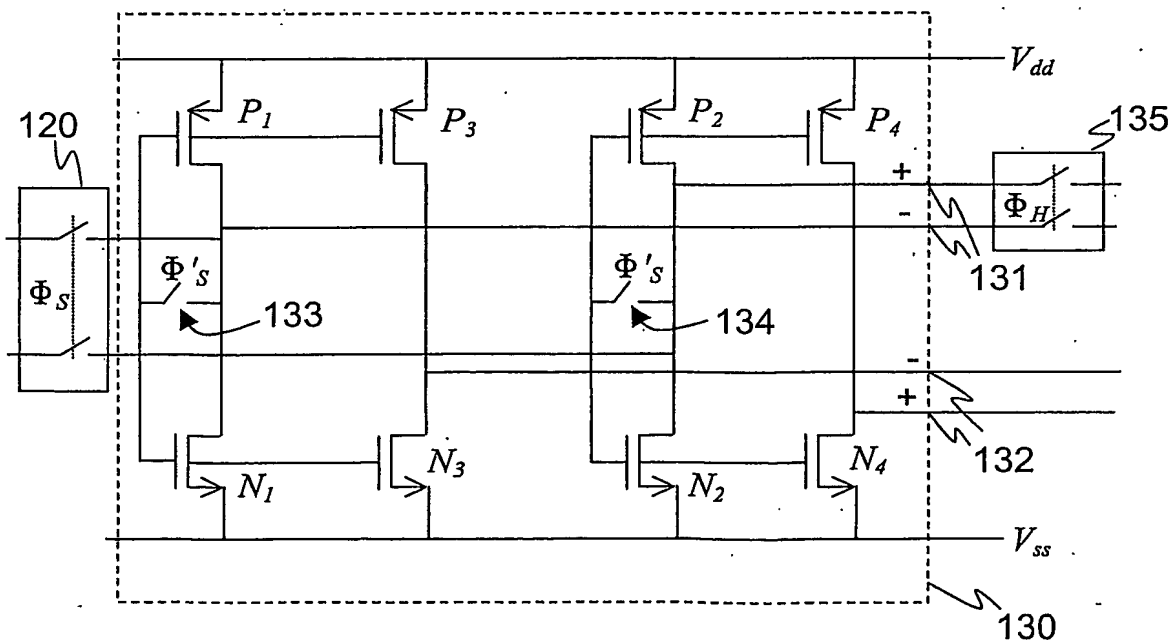 V_dd
P_1
P_3
P_2
P_4
120
135
+
-
Φ_H
131
Φ_S
Φ'_S
133
Φ'_S
134
-
+
132
N_1
N_3
N_2
N_4
V_ss
130